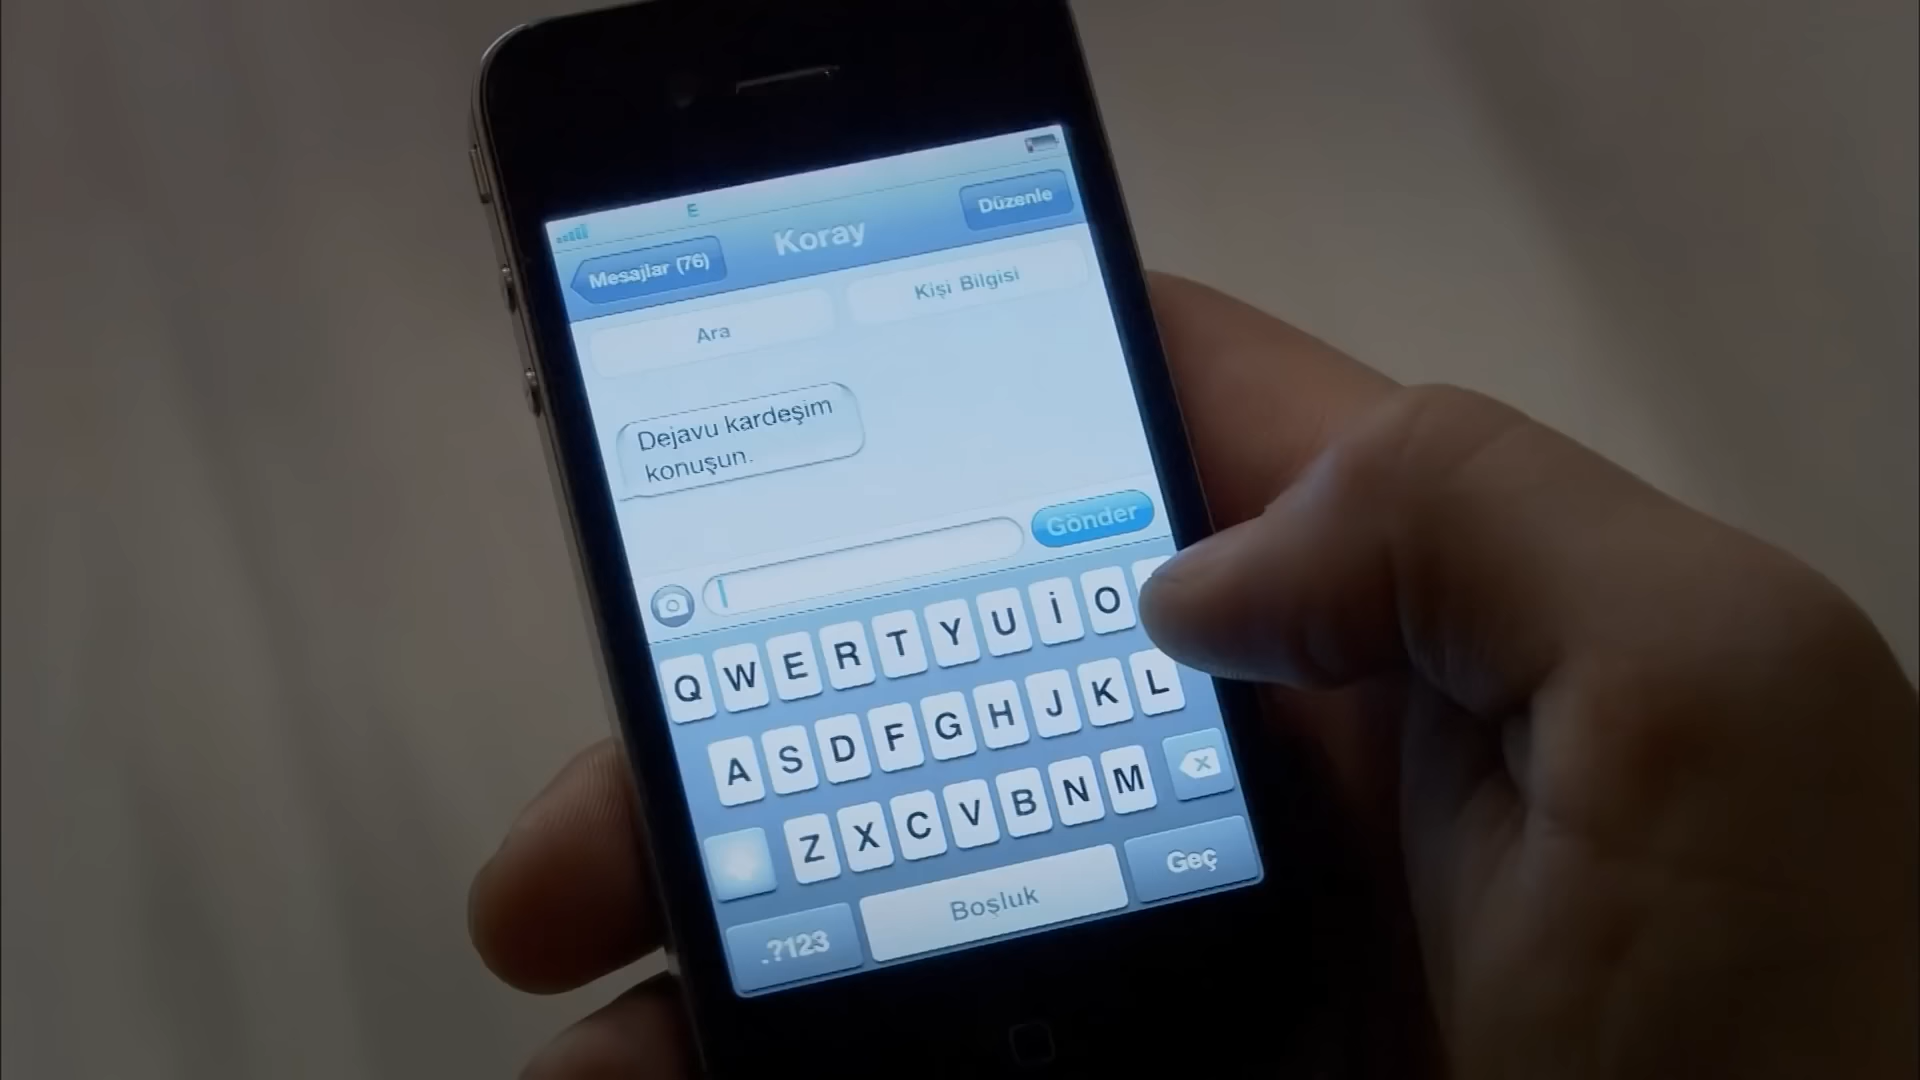 E
Mesajlar (76)
Koray
Düzenle
Ara
Kişi Bilgisi
Dejavu kardeşim
konuşun.
Gönder
Q W E R T Y U İ O
A S D F G H J K L
Z X C V B N M
.?123
Boşluk
Geç